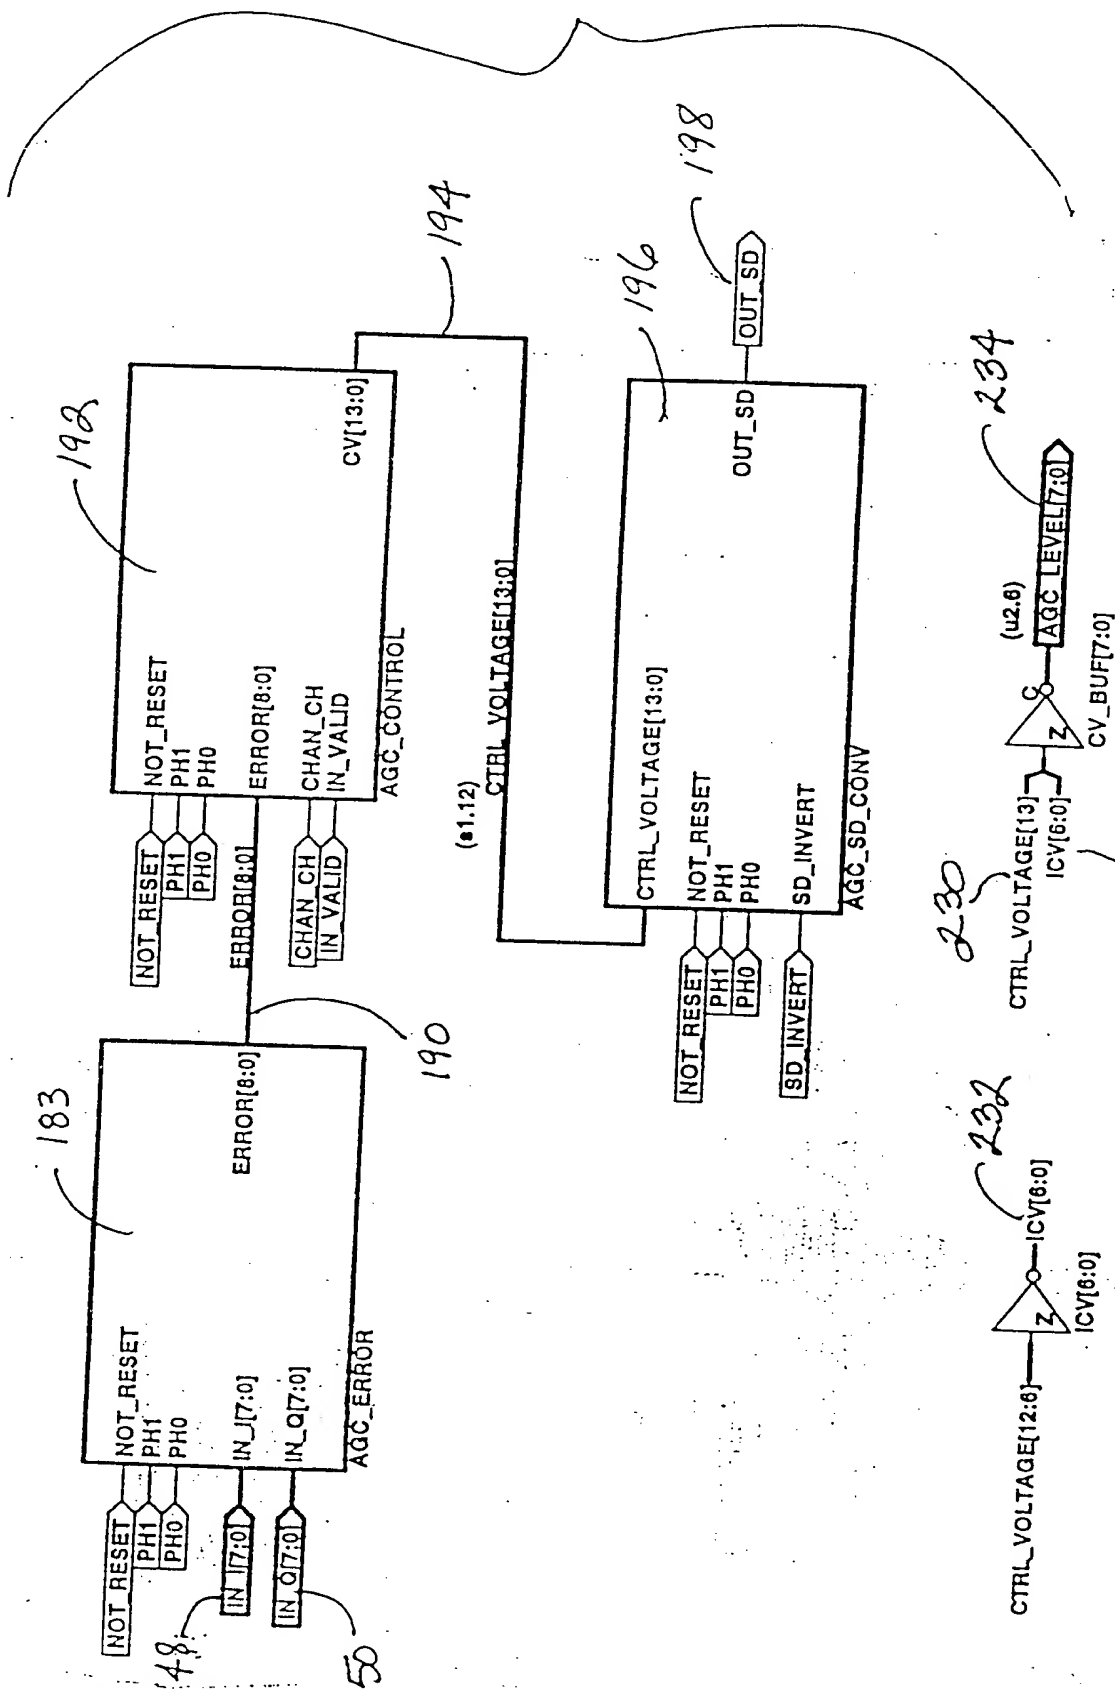 183
NOT_RESET
PH1
PH0
NOT_RESET
PH1
PH0
IN_I[7:0]
IN_I[7:0]
IN_Q[7:0]
IN_Q[7:0]
48
50
ERROR[8:0]
AGC_ERROR
190
ERROR[8:0]
192
NOT_RESET
PH1
PH0
NOT_RESET
PH1
PH0
ERROR[8:0]
CHAN_CH
IN_VALID
CHAN_CH
IN_VALID
CV[13:0]
AGC_CONTROL
194
(s1.12)
CTRL_VOLTAGE[13:0]
196
CTRL_VOLTAGE[13:0]
NOT_RESET
PH1
PH0
NOT_RESET
PH1
PH0
SD_INVERT
SD_INVERT
OUT_SD
OUT_SD
198
AGC_SD_CONV
CTRL_VOLTAGE[12:6]
Z
ICV[6:0]
ICV[6:0]
232
230
CTRL_VOLTAGE[13]
ICV[6:0]
Z
C
(u2.6)
AGC_LEVEL[7:0]
CV_BUF[7:0]
234